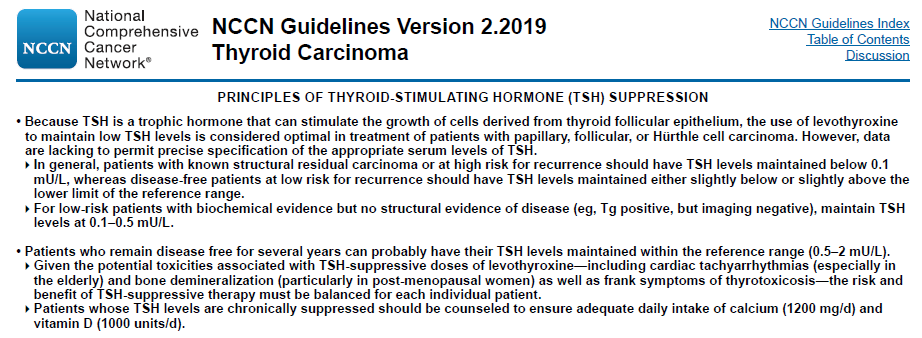 NCCN
National
Comprehensive
Cancer
Network®
NCCN Guidelines Version 2.2019
Thyroid Carcinoma
NCCN Guidelines Index
Table of Contents
Discussion
PRINCIPLES OF THYROID-STIMULATING HORMONE (TSH) SUPPRESSION
• Because TSH is a trophic hormone that can stimulate the growth of cells derived from thyroid follicular epithelium, the use of levothyroxine
to maintain low TSH levels is considered optimal in treatment of patients with papillary, follicular, or Hürthle cell carcinoma. However, data
are lacking to permit precise specification of the appropriate serum levels of TSH.
▸ In general, patients with known structural residual carcinoma or at high risk for recurrence should have TSH levels maintained below 0.1
mU/L, whereas disease-free patients at low risk for recurrence should have TSH levels maintained either slightly below or slightly above the
lower limit of the reference range.
▸ For low-risk patients with biochemical evidence but no structural evidence of disease (eg, Tg positive, but imaging negative), maintain TSH
levels at 0.1–0.5 mU/L.
• Patients who remain disease free for several years can probably have their TSH levels maintained within the reference range (0.5–2 mU/L).
▸ Given the potential toxicities associated with TSH-suppressive doses of levothyroxine—including cardiac tachyarrhythmias (especially in
the elderly) and bone demineralization (particularly in post-menopausal women) as well as frank symptoms of thyrotoxicosis—the risk and
benefit of TSH-suppressive therapy must be balanced for each individual patient.
▸ Patients whose TSH levels are chronically suppressed should be counseled to ensure adequate daily intake of calcium (1200 mg/d) and
vitamin D (1000 units/d).